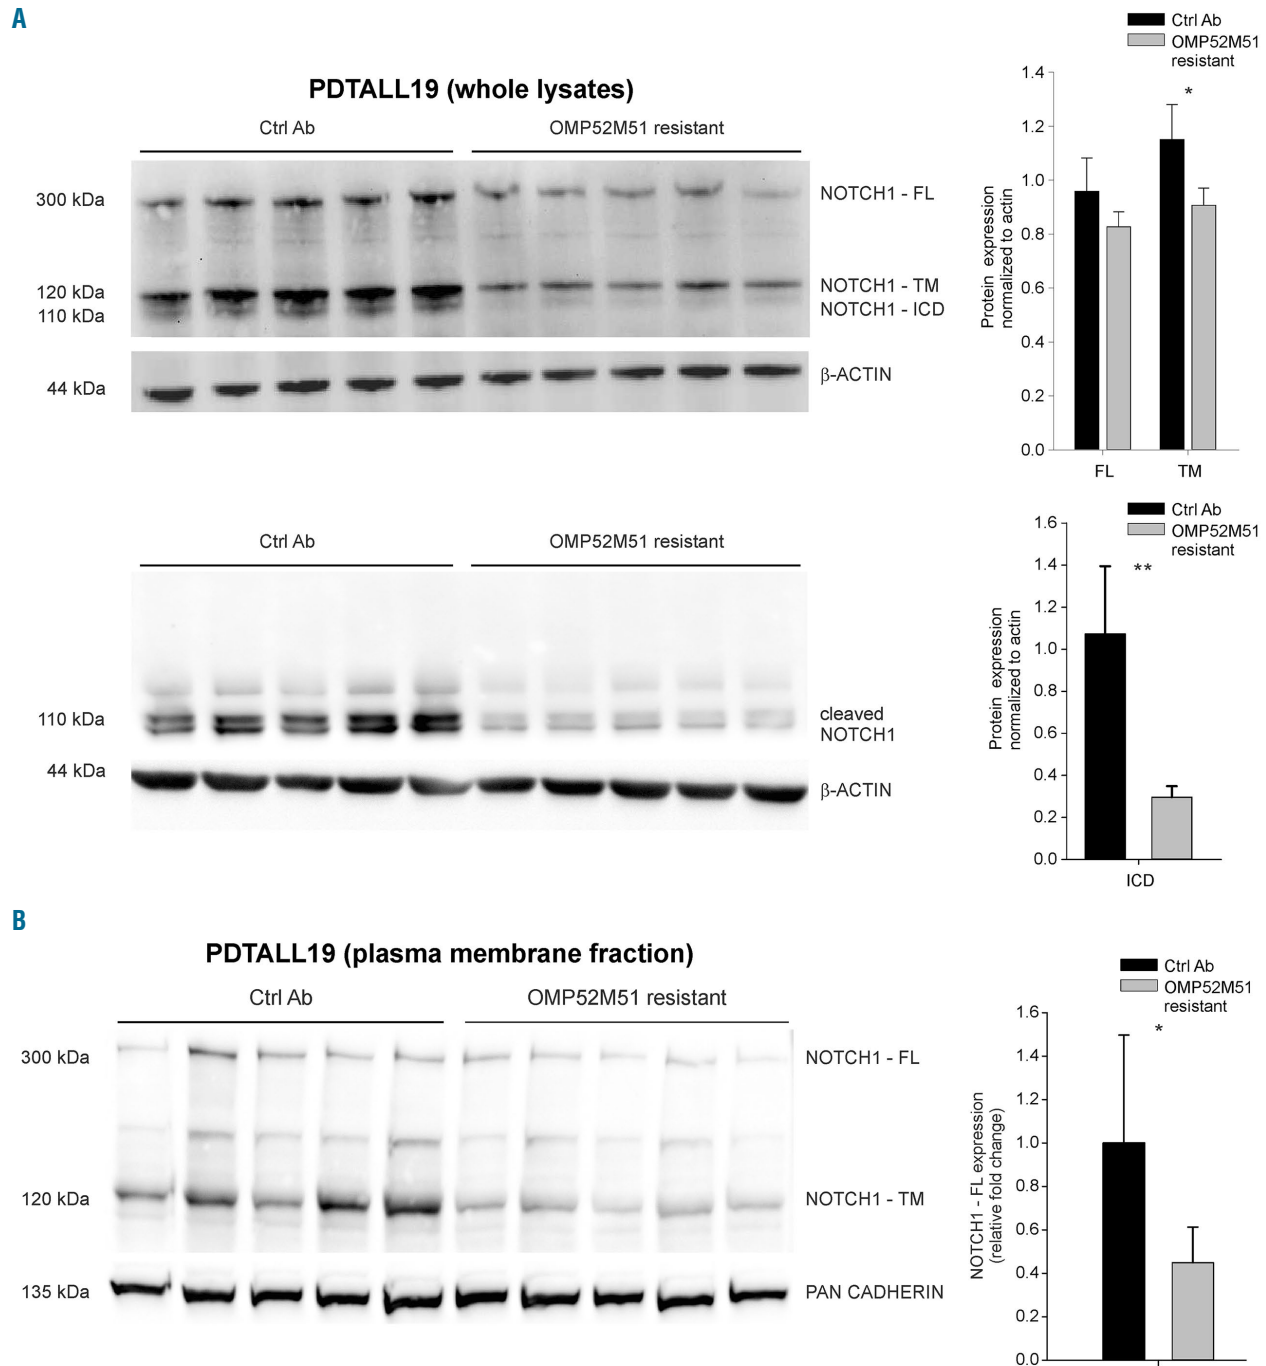 A
PDTALL19 (whole lysates)
Ctrl Ab
OMP52M51 resistant
300 kDa
NOTCH1 - FL
120 kDa
NOTCH1 - TM
110 kDa
NOTCH1 - ICD
44 kDa
β-ACTIN
Ctrl Ab
OMP52M51
resistant
Protein expression
normalized to actin
1.4
1.2
1.0
0.8
0.6
0.4
0.2
0.0
*
FL
TM
Ctrl Ab
OMP52M51 resistant
110 kDa
cleaved
NOTCH1
44 kDa
β-ACTIN
Ctrl Ab
OMP52M51
resistant
Protein expression
normalized to actin
1.6
1.4
1.2
1.0
0.8
0.6
0.4
0.2
0.0
**
ICD
B
PDTALL19 (plasma membrane fraction)
Ctrl Ab
OMP52M51 resistant
300 kDa
NOTCH1 - FL
120 kDa
NOTCH1 - TM
135 kDa
PAN CADHERIN
Ctrl Ab
OMP52M51
resistant
NOTCH1 - FL expression
(relative fold change)
1.6
1.4
1.2
1.0
0.8
0.6
0.4
0.2
0.0
*